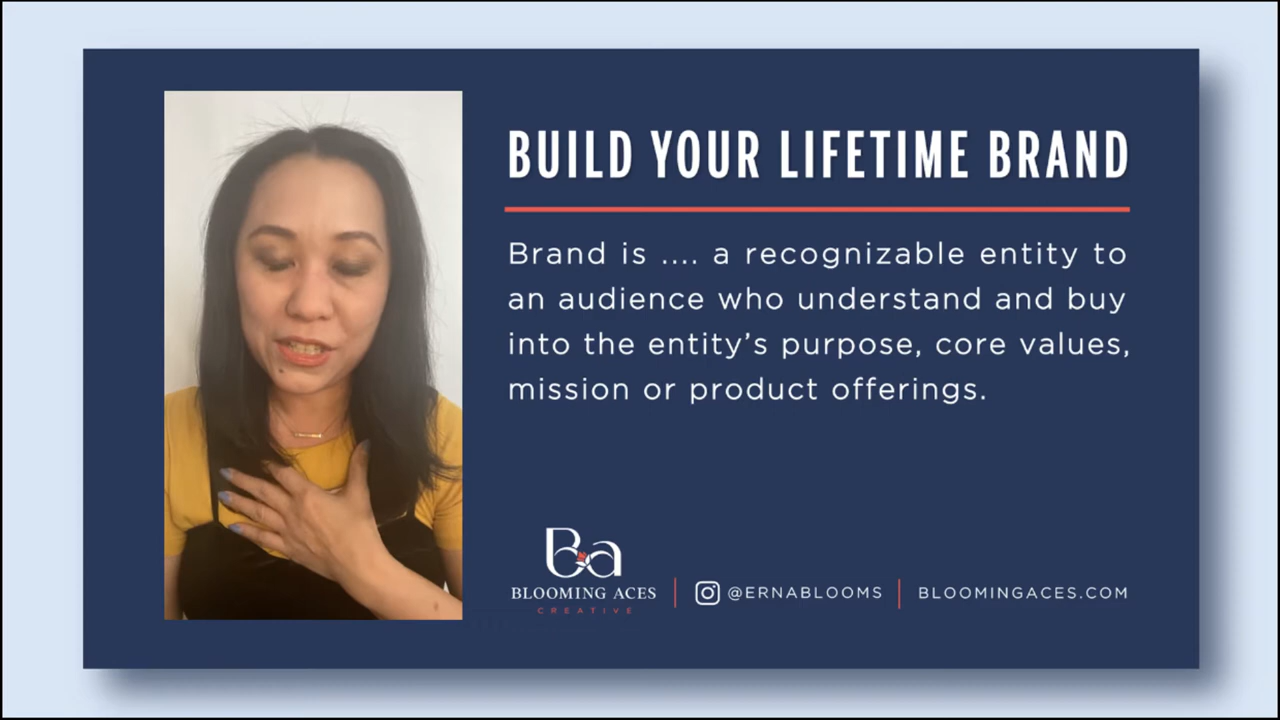 BUILD YOUR LIFETIME BRAND
Brand is .... a recognizable entity to
an audience who understand and buy
into the entity’s purpose, core values,
mission or product offerings.
Ba
BLOOMING ACES
CREATIVE
@ERNABLOOMS
BLOOMINGACES.COM